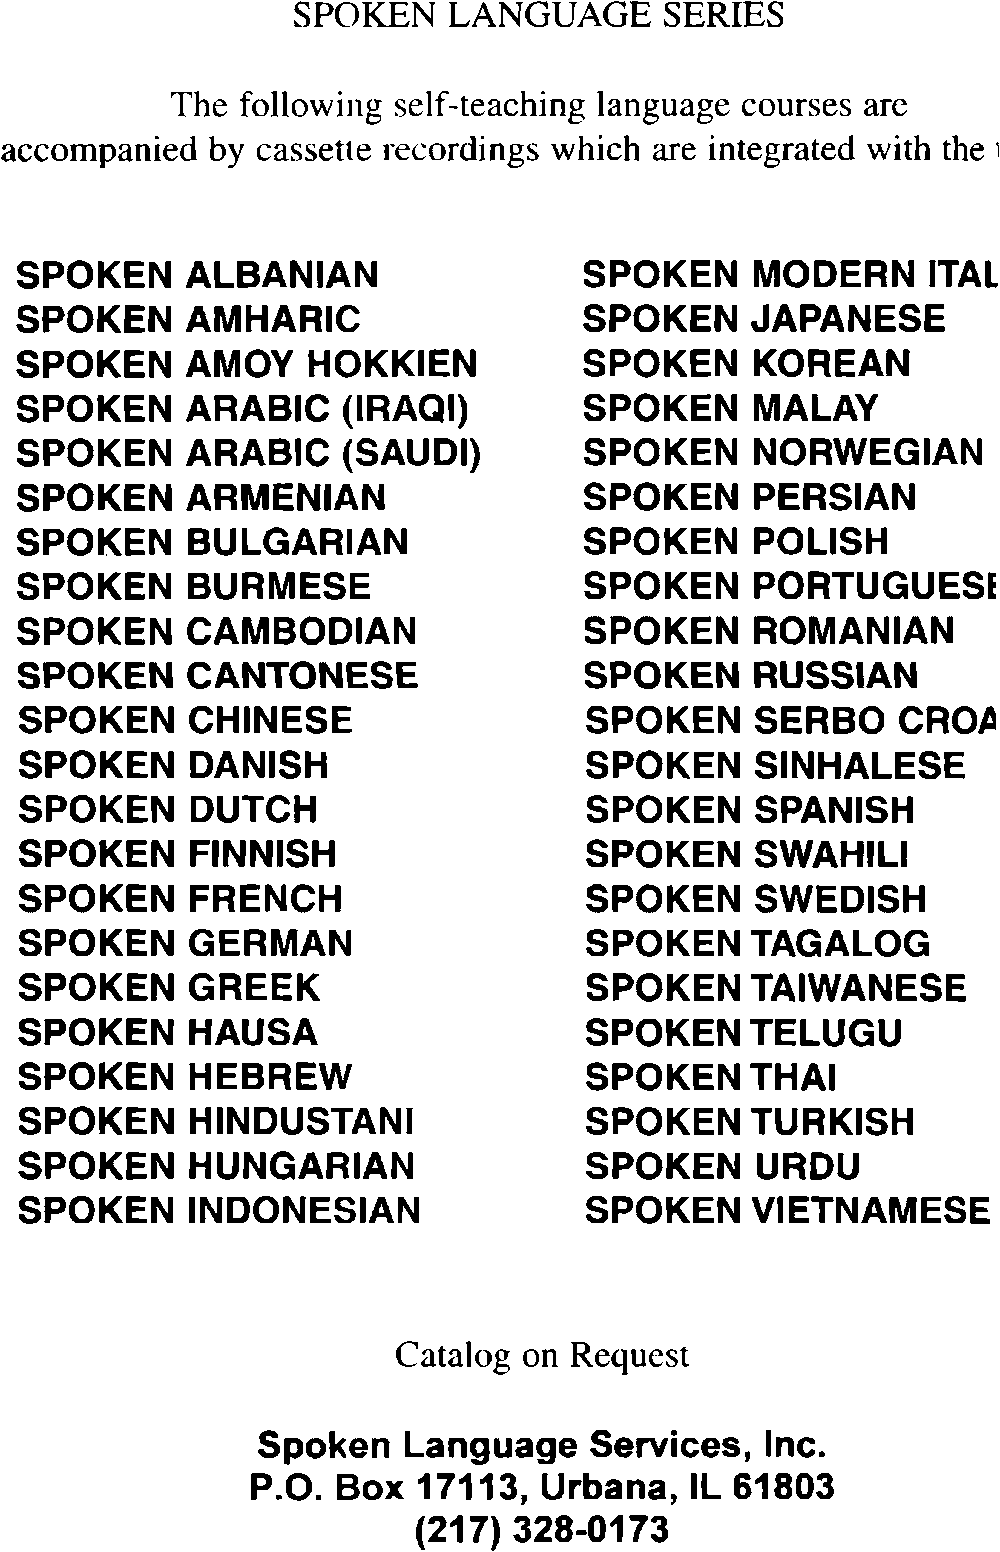 SPOKEN LANGUAGE SERIES
The following self-teaching language courses are
accompanied by cassette recordings which are integrated with the
SPOKEN ALBANIAN
SPOKEN AMHARIC
SPOKEN AMOY HOKKIEN
SPOKEN ARABIC (IRAQI)
SPOKEN ARABIC (SAUDI)
SPOKEN ARMENIAN
SPOKEN BULGARIAN
SPOKEN BURMESE
SPOKEN CAMBODIAN
SPOKEN CANTONESE
SPOKEN CHINESE
SPOKEN DANISH
SPOKEN DUTCH
SPOKEN FINNISH
SPOKEN FRENCH
SPOKEN GERMAN
SPOKEN GREEK
SPOKEN HAUSA
SPOKEN HEBREW
SPOKEN HINDUSTANI
SPOKEN HUNGARIAN
SPOKEN INDONESIAN
SPOKEN MODERN ITAL
SPOKEN JAPANESE
SPOKEN KOREAN
SPOKEN MALAY
SPOKEN NORWEGIAN
SPOKEN PERSIAN
SPOKEN POLISH
SPOKEN PORTUGUESE
SPOKEN ROMANIAN
SPOKEN RUSSIAN
SPOKEN SERBO CROA
SPOKEN SINHALESE
SPOKEN SPANISH
SPOKEN SWAHILI
SPOKEN SWEDISH
SPOKEN TAGALOG
SPOKEN TAIWANESE
SPOKEN TELUGU
SPOKEN THAI
SPOKEN TURKISH
SPOKEN URDU
SPOKEN VIETNAMESE
Catalog on Request
Spoken Language Services, Inc.
P.O. Box 17113, Urbana, IL 61803
(217) 328-0173